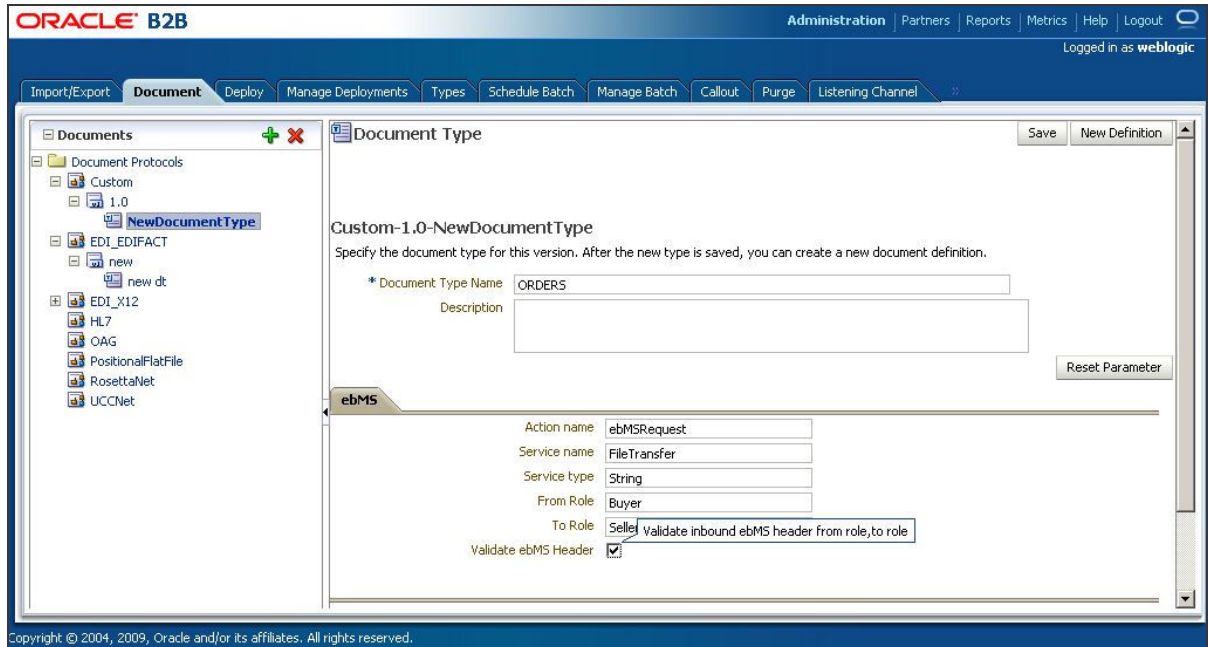 ORACLE B2B
Administration | Partners | Reports | Metrics | Help | Logout
Logged in as weblogic
Import/Export Document Deploy Manage Deployments Types Schedule Batch Manage Batch Callout Purge Listening Channel »
Documents
Document Protocols
Custom
1.0
NewDocumentType
EDI_EDIFACT
new
new dt
EDI_X12
HL7
OAG
PositionalFlatFile
RosettaNet
UCCNet
Document Type
Save New Definition
Custom-1.0-NewDocumentType
Specify the document type for this version. After the new type is saved, you can create a new document definition.
* Document Type Name ORDERS
Description
Reset Parameter
ebMS
Action name ebMSRequest
Service name FileTransfer
Service type String
From Role Buyer
To Role Selle
Validate inbound ebMS header from role,to role
Validate ebMS Header
Copyright © 2004, 2009, Oracle and/or its affiliates. All rights reserved.